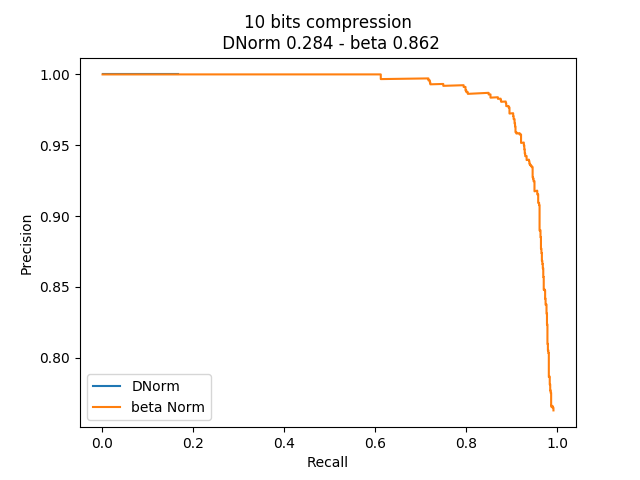 10 bits compression
DNorm 0.284 - beta 0.862
1.00
0.95
0.90
0.85
0.80
Precision
DNorm
beta Norm
0.0 0.2 0.4 0.6 0.8 1.0
Recall